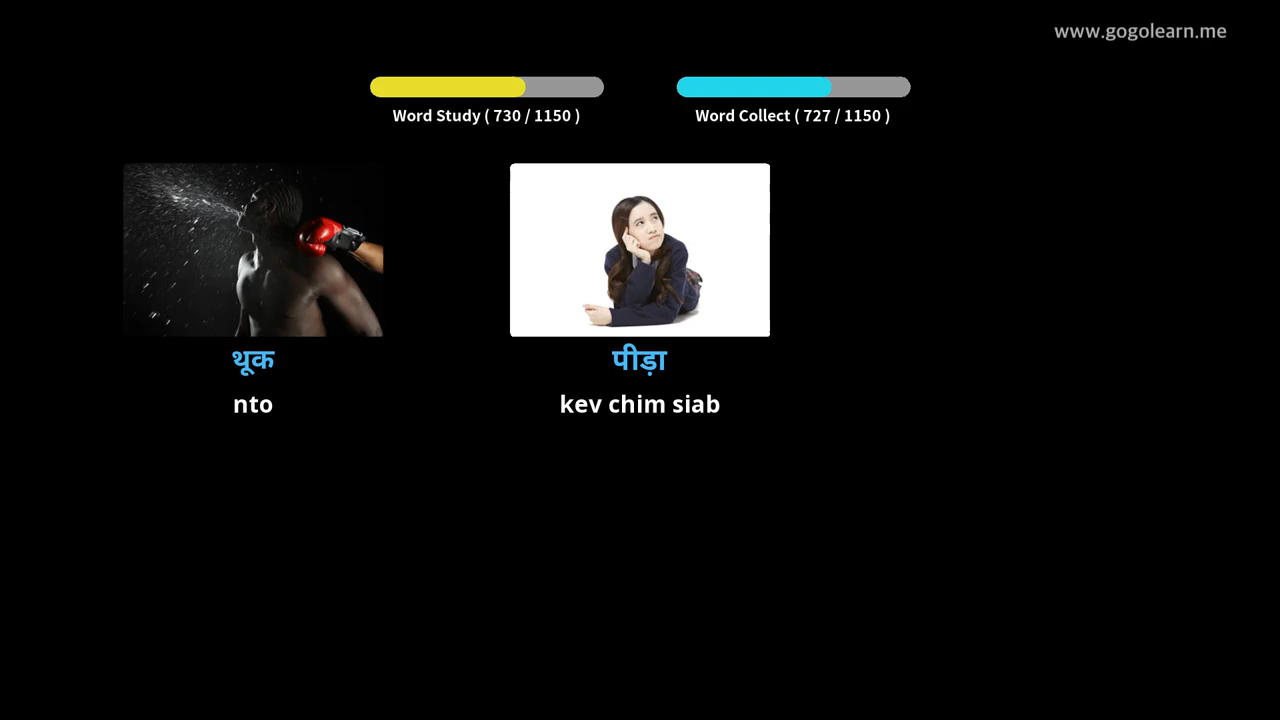 www.gogolearn.me
Word Study ( 730 / 1150 )
Word Collect ( 727 / 1150 )
थूक
पीड़ा
nto
kev chim siab